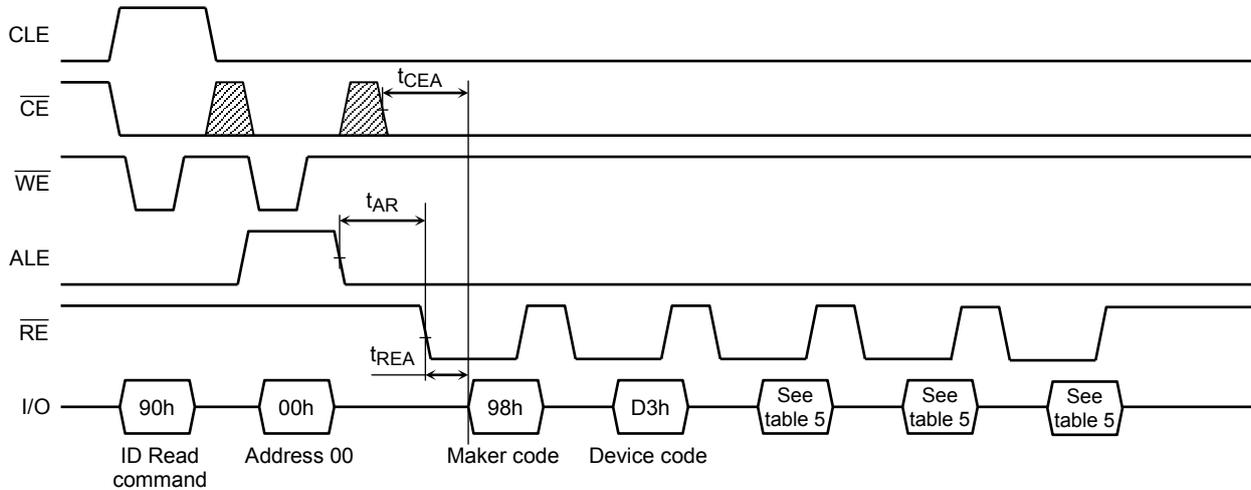 CLE
tCEA
CE
WE
tAR
ALE
RE
tREA
I/O
90h
00h
98h
D3h
See
table 5
See
table 5
See
table 5
ID Read
command
Address 00
Maker code
Device code